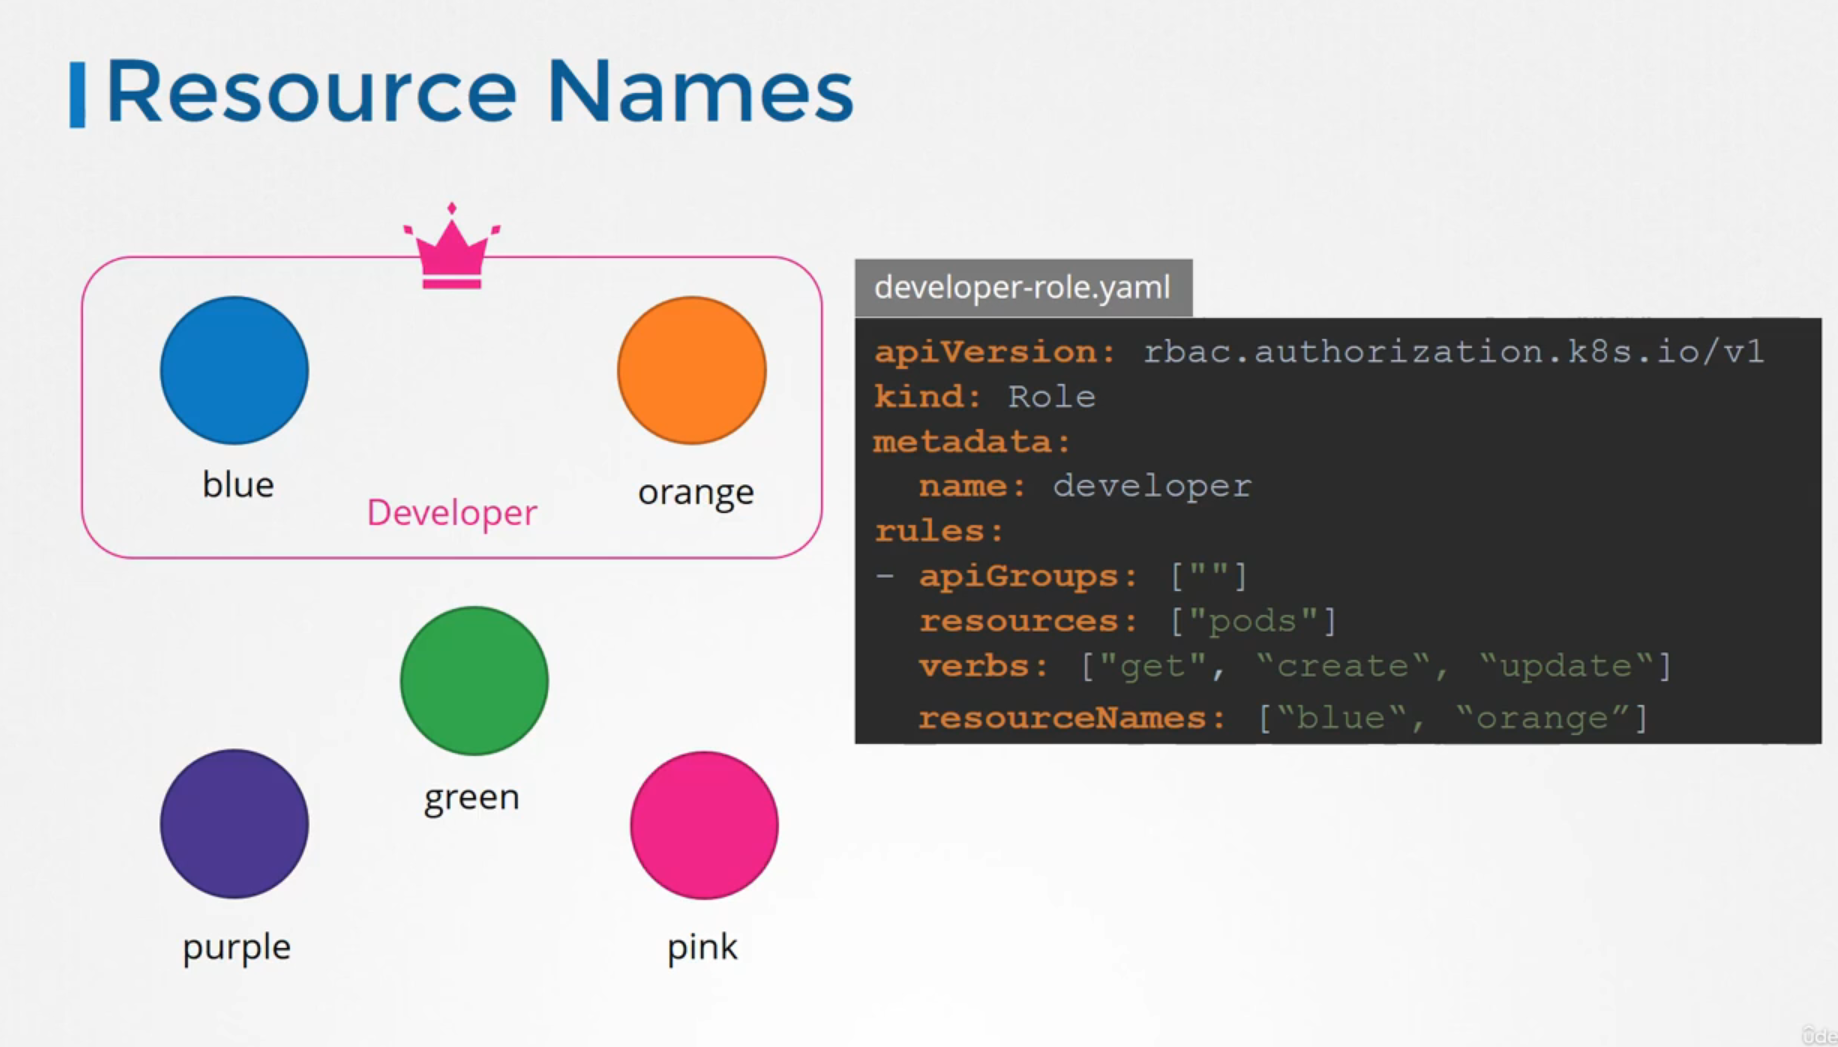 Resource Names
blue
orange
Developer
green
purple
pink
developer-role.yaml
apiVersion: rbac.authorization.k8s.io/v1
kind: Role
metadata:
  name: developer
rules:
- apiGroups: [""]
  resources: ["pods"]
  verbs: ["get", “create“, “update“]
  resourceNames: [“blue“, “orange”]